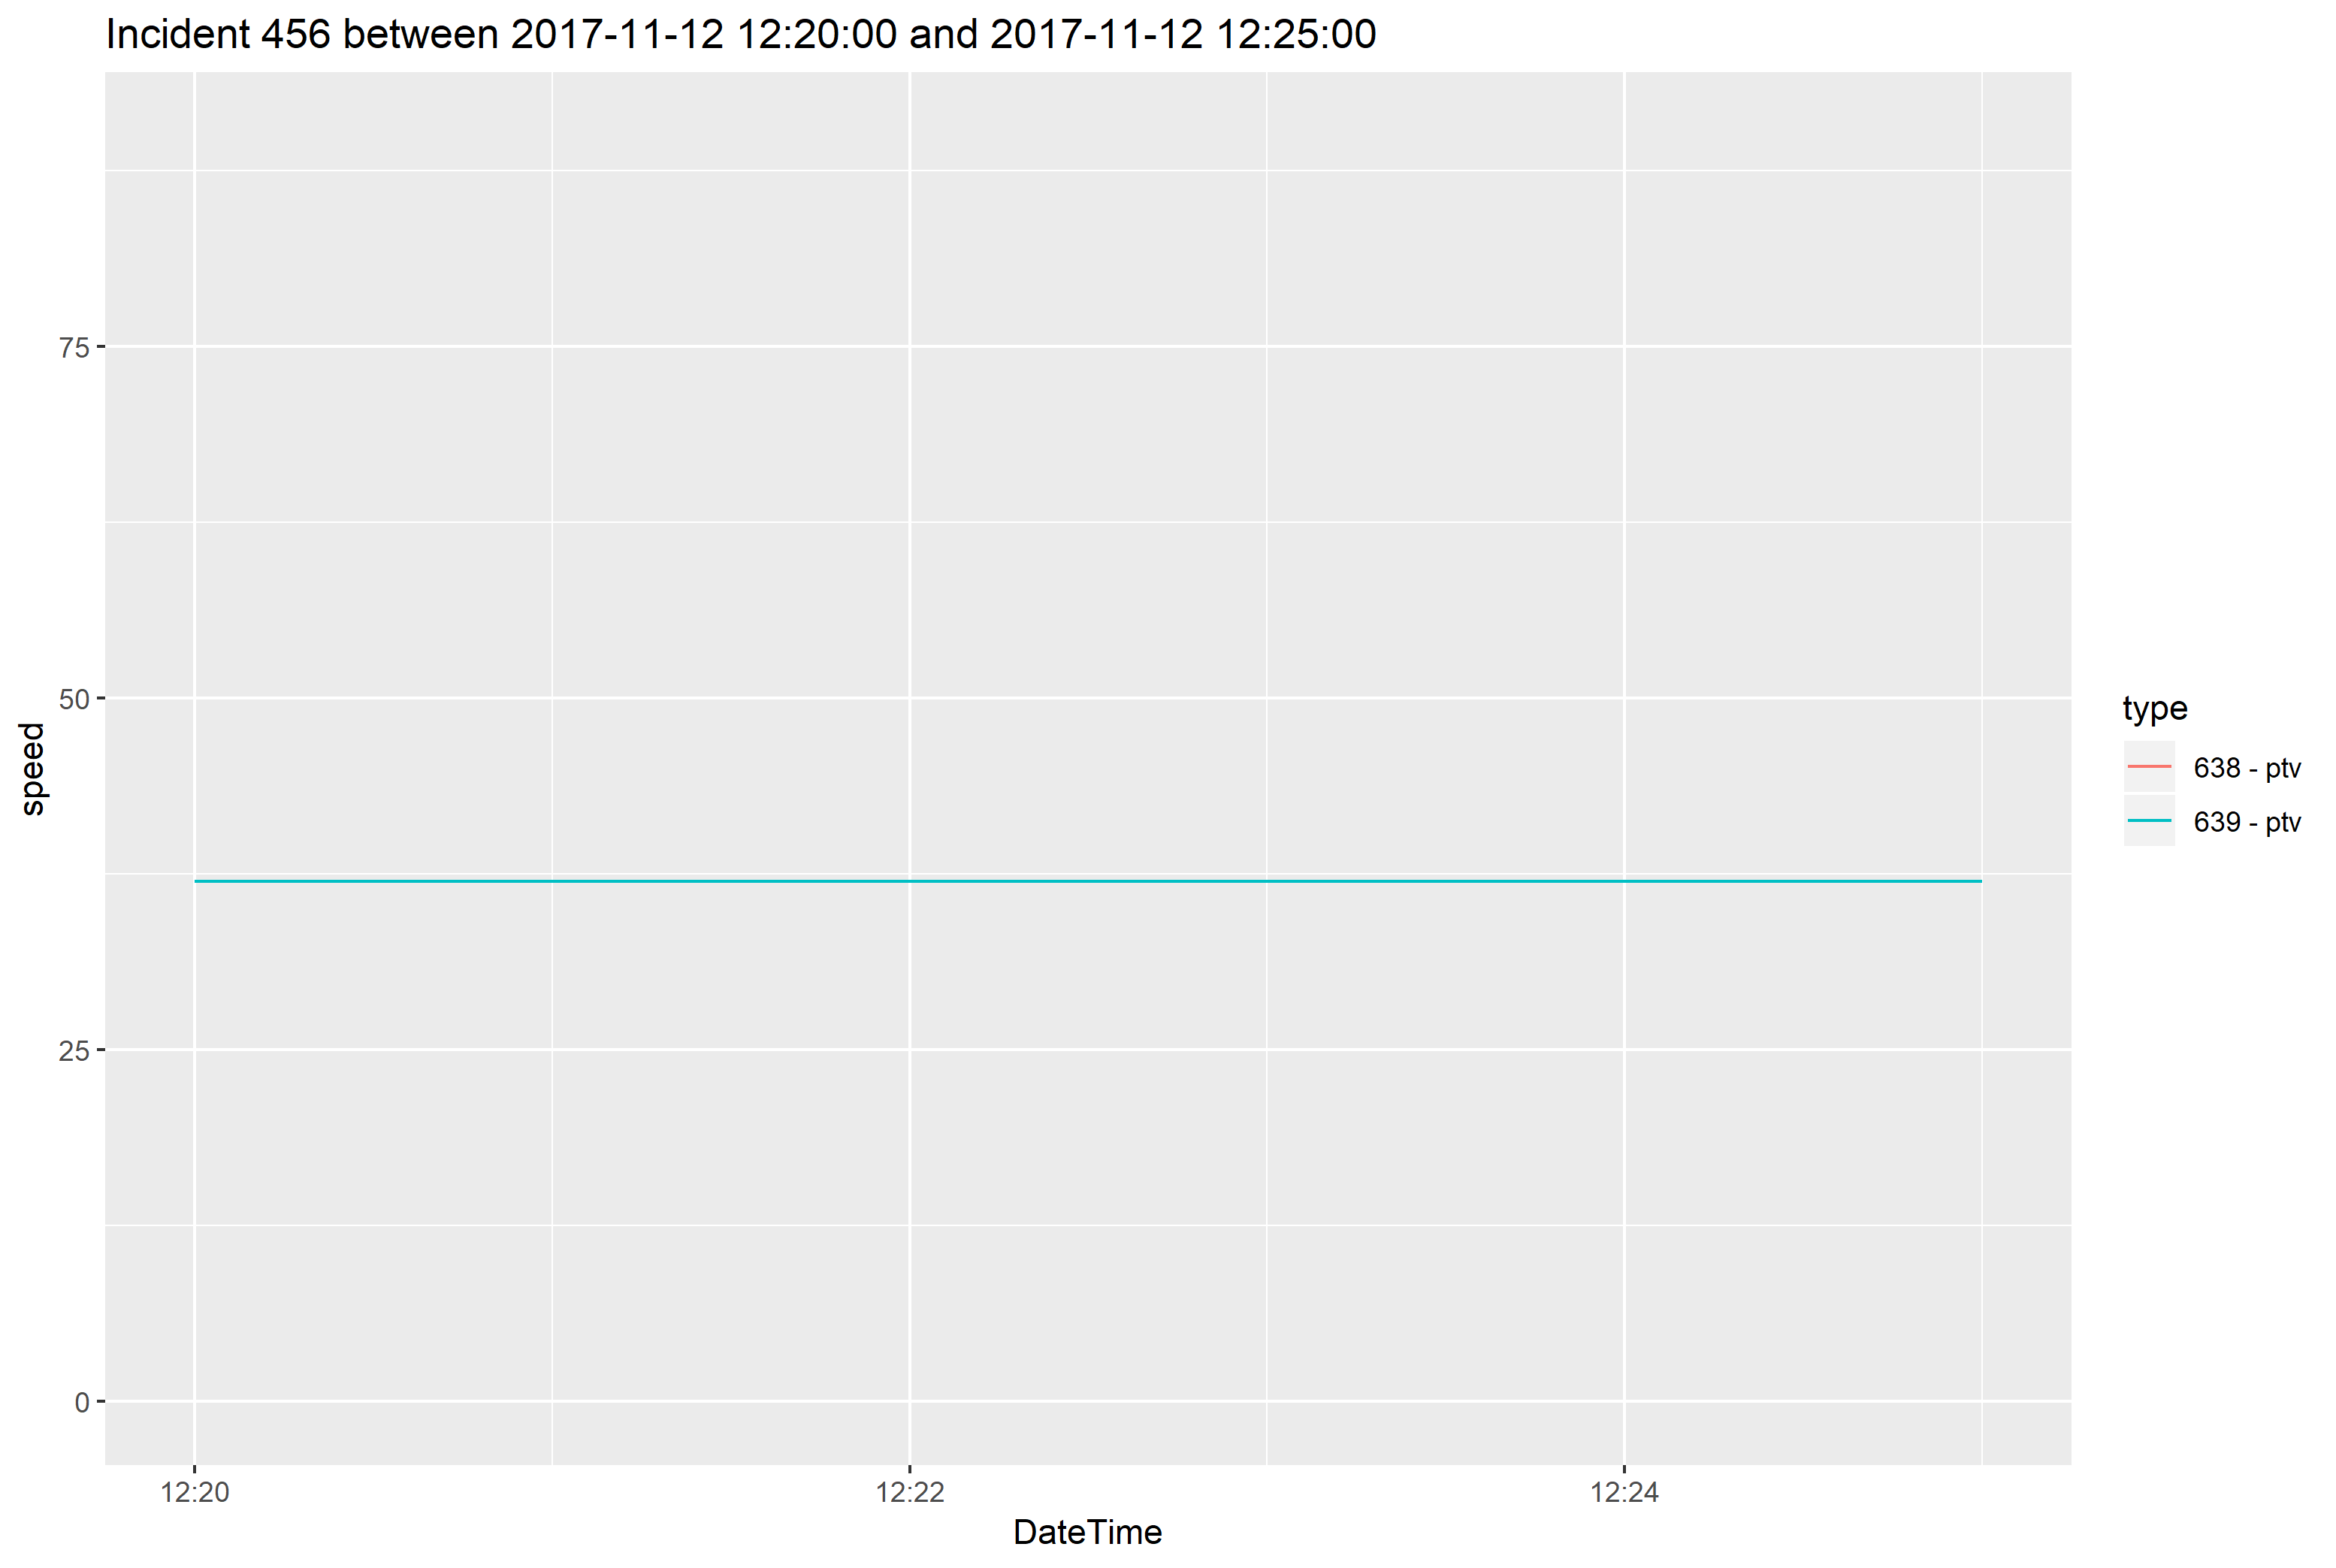 Incident 456 between 2017-11-12 12:20:00 and 2017-11-12 12:25:00
75
50
25
0
speed
12:20
12:22
12:24
DateTime
type
638 - ptv
639 - ptv